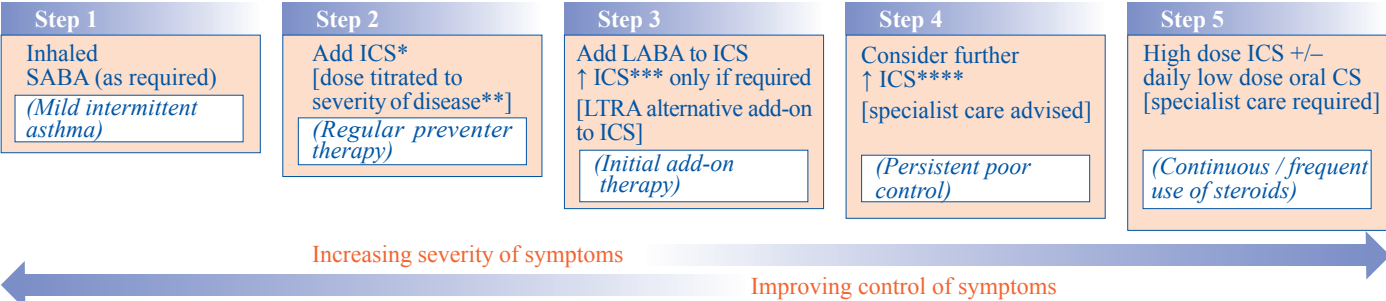 Step 1
Inhaled
SABA (as required)
(Mild intermittent
asthma)
Step 2
Add ICS*
[dose titrated to
severity of disease**]
(Regular preventer
therapy)
Step 3
Add LABA to ICS
↑ ICS*** only if required
[LTRA alternative add-on
to ICS]
(Initial add-on
therapy)
Step 4
Consider further
↑ ICS****
[specialist care advised]
(Persistent poor
control)
Step 5
High dose ICS +/–
daily low dose oral CS
[specialist care required]
(Continuous / frequent
use of steroids)
Increasing severity of symptoms
Improving control of symptoms